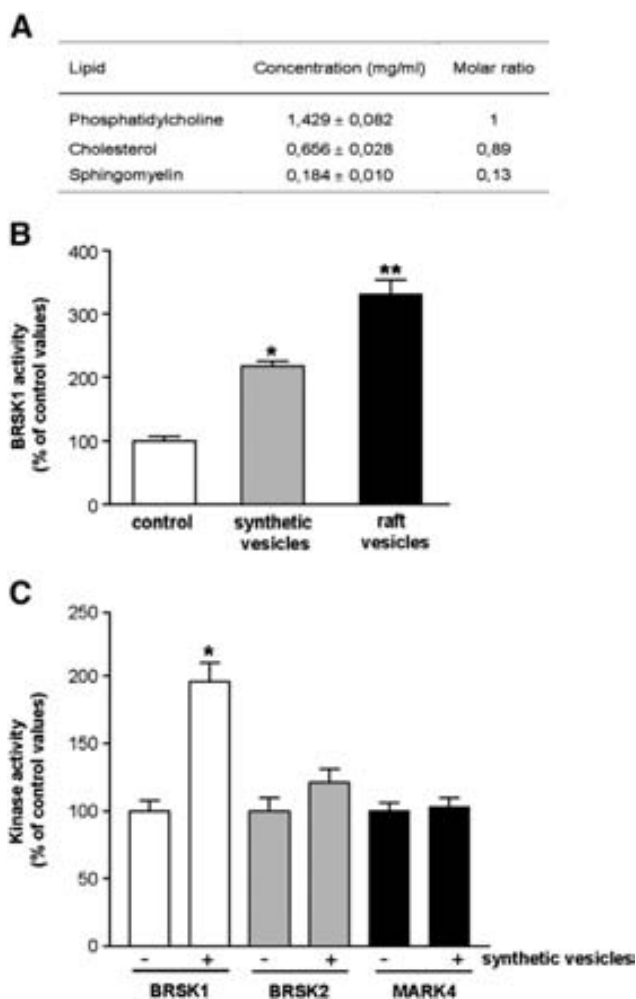 A
Lipid Concentration (mg/ml) Molar ratio
Phosphatidylcholine 1,429 ± 0,082 1
Cholesterol 0,656 ± 0,028 0,89
Sphingomyelin 0,184 ± 0,010 0,13
B
BRSK1 activity
(% of control values)
400
300
200
100
0
*
**
control synthetic vesicles raft vesicles
C
Kinase activity
(% of control values)
250
200
150
100
50
0
*
- + - + - + synthetic vesicles
BRSK1 BRSK2 MARK4